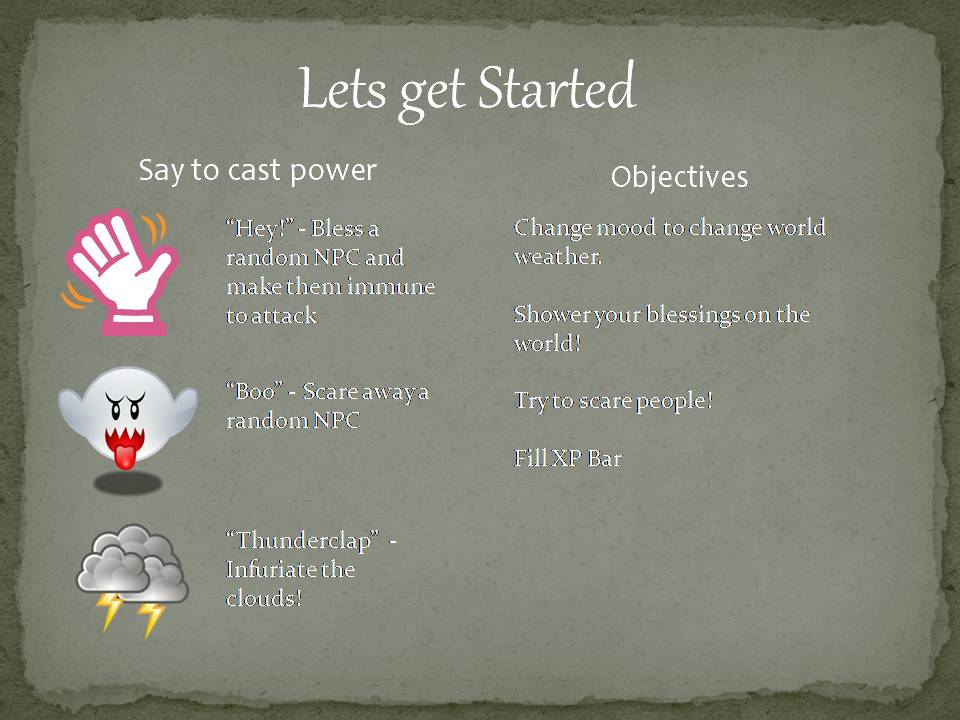 Lets get Started
Say to cast power
"Hey!" - Bless a
random NPC and
make them immune
to attack
"Boo" - Scare away a
random NPC
"Thunderclap" -
Infuriate the
clouds!
Objectives
Change mood to change world
weather.
Shower your blessings on the
world!
Try to scare people!
Fill XP Bar